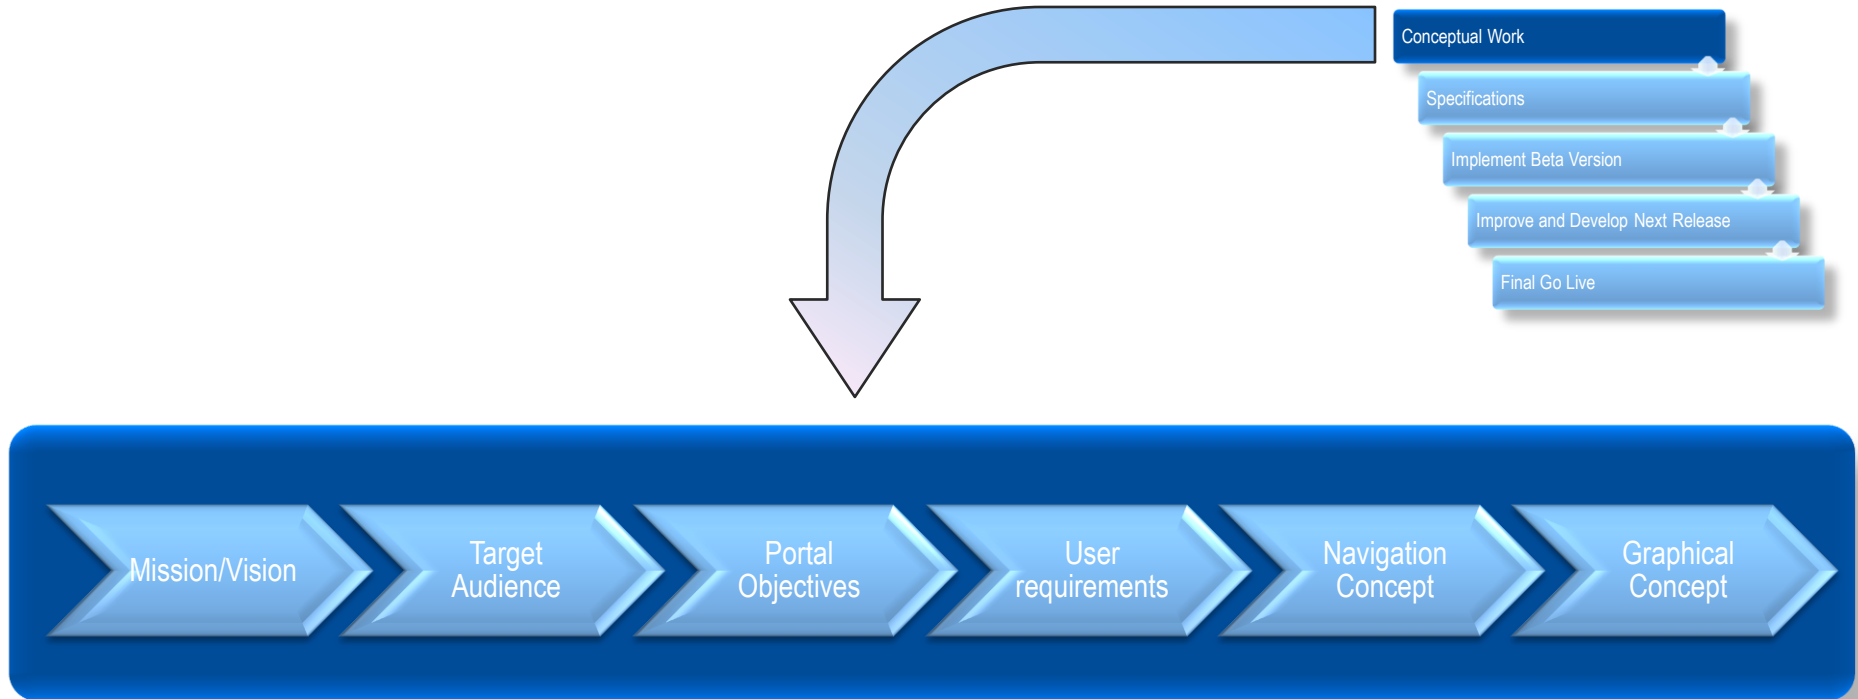 Conceptual Work
Specifications
Implement Beta Version
Improve and Develop Next Release
Final Go Live
Mission/Vision
Target
Audience
Portal
Objectives
User
requirements
Navigation
Concept
Graphical
Concept